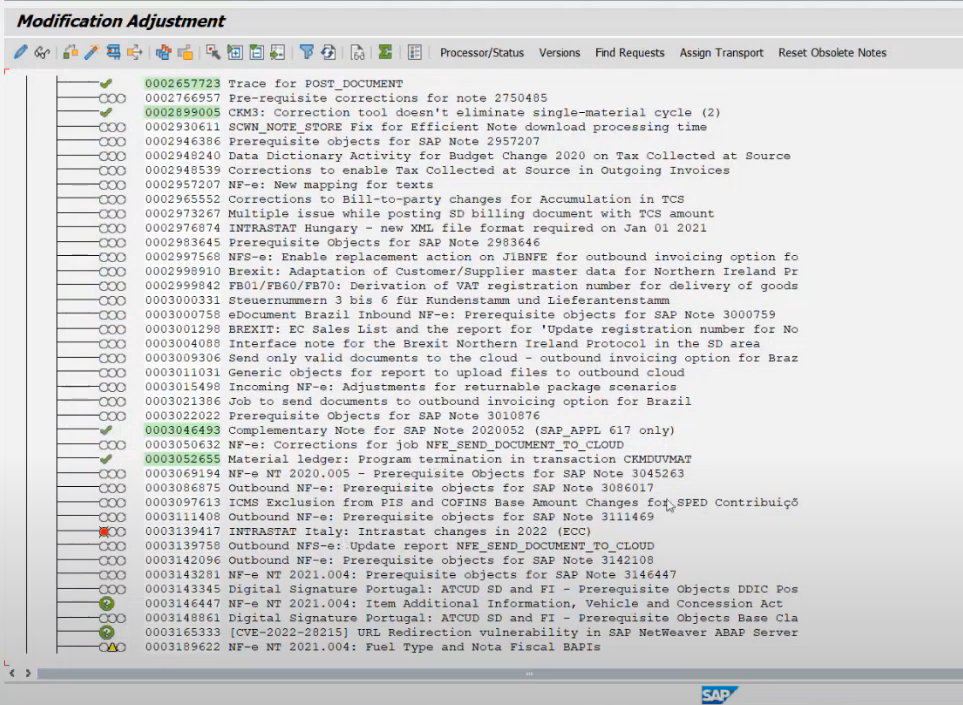 Modification Adjustment
Processor/Status Versions Find Requests Assign Transport Reset Obsolete Notes
0002657723 Trace for POST_DOCUMENT
0002766957 Pre-requisite corrections for note 2750485
0002899005 CKM3: Correction tool doesn't eliminate single-material cycle (2)
0002930611 SCWN_NOTE_STORE Fix for Efficient Note download processing time
0002946386 Prerequisite objects for SAP Note 2957207
0002948240 Data Dictionary Activity for Budget Change 2020 on Tax Collected at Source
0002948539 Corrections to enable Tax Collected at Source in Outgoing Invoices
0002957207 NF-e: New mapping for texts
0002965552 Corrections to Bill-to-party changes for Accumulation in TCS
0002973267 Multiple issue while posting SD billing document with TCS amount
0002976874 INTRASTAT Hungary - new XML file format required on Jan 01 2021
0002983645 Prerequisite Objects for SAP Note 2983646
0002997568 NFS-e: Enable replacement action on J1BNFE for outbound invoicing option fo
0002998910 Brexit: Adaptation of Customer/Supplier master data for Northern Ireland Pr
0002999842 FB01/FB60/FB70: Derivation of VAT registration number for delivery of goods
0003000331 Steuernummern 3 bis 6 für Kundenstamm und Lieferantenstamm
0003000758 eDocument Brazil Inbound NF-e: Prerequisite objects for SAP Note 3000759
0003001298 BREXIT: EC Sales List and the report for 'Update registration number for No
0003004088 Interface note for the Brexit Northern Ireland Protocol in the SD area
0003009306 Send only valid documents to the cloud - outbound invoicing option for Braz
0003011031 Generic objects for report to upload files to outbound cloud
0003015498 Incoming NF-e: Adjustments for returnable package scenarios
0003021386 Job to send documents to outbound invoicing option for Brazil
0003022022 Prerequisite Objects for SAP Note 3010876
0003046493 Complementary Note for SAP Note 2020052 (SAP_APPL 617 only)
0003050632 NF-e: Corrections for job NFE_SEND_DOCUMENT_TO_CLOUD
0003052655 Material ledger: Program termination in transaction CKMDUVMAT
0003069194 NF-e NT 2020.005 - Prerequisite Objects for SAP Note 3045263
0003086875 Outbound NF-e: Prerequisite objects for SAP Note 3086017
0003097613 ICMS Exclusion from PIS and COFINS Base Amount Changes for SPED Contribuiçõ
0003111408 Outbound NF-e: Prerequisite objects for SAP Note 3111469
0003139417 INTRASTAT Italy: Intrastat changes in 2022 (ECC)
0003139758 Outbound NFS-e: Update report NFE_SEND_DOCUMENT_TO_CLOUD
0003142096 Outbound NF-e: Prerequisite objects for SAP Note 3142108
0003143281 NF-e NT 2021.004: Prerequisite objects for SAP Note 3146447
0003143345 Digital Signature Portugal: ATCUD SD and FI - Prerequisite Objects DDIC Pos
0003146447 NF-e NT 2021.004: Item Additional Information, Vehicle and Concession Act
0003148861 Digital Signature Portugal: ATCUD SD and FI - Prerequisite Objects Base Cla
0003165333 [CVE-2022-28215] URL Redirection vulnerability in SAP NetWeaver ABAP Server
0003189622 NF-e NT 2021.004: Fuel Type and Nota Fiscal BAPIs
SAP